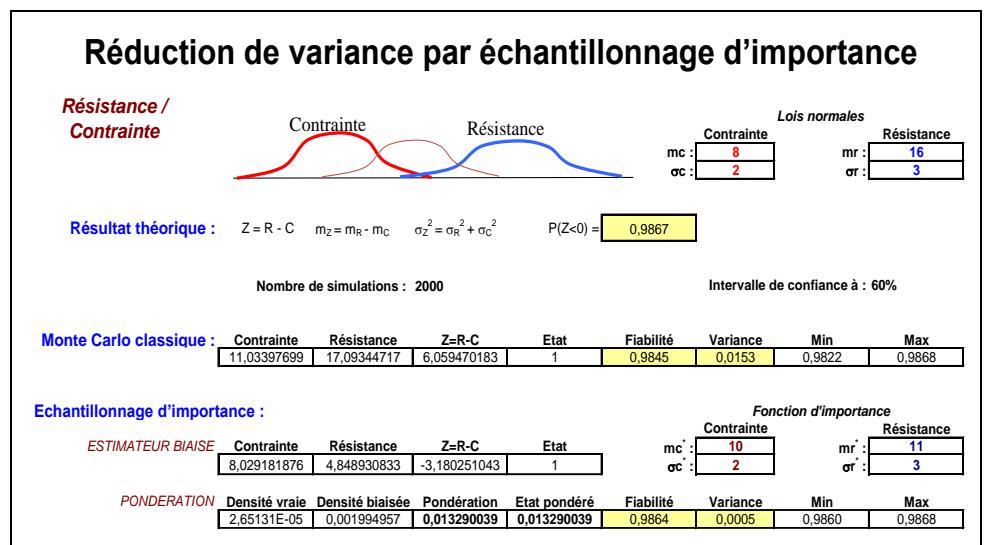 Réduction de variance par échantillonnage d'importance
Résistance /
Contrainte
Contrainte Résistance
Lois normales
Contrainte Résistance
mc : 8 mr : 16
σc : 2 σr : 3
Résultat théorique : Z = R - C m_Z = m_R - m_C σ_Z² = σ_R² + σ_C² P(Z<0) = 0,9867
Nombre de simulations : 2000 Intervalle de confiance à : 60%
Monte Carlo classique : Contrainte Résistance Z=R-C Etat Fiabilité Variance Min Max
11,03397699 17,09344717 6,059470183 1 0,9845 0,0153 0,9822 0,9868
Echantillonnage d'importance :
Fonction d'importance
Contrainte Résistance
ESTIMATEUR BIAISE Contrainte Résistance Z=R-C Etat mc* : 10 mr* : 11
8,029181876 4,848930833 -3,180251043 1 σc* : 2 σr* : 3
PONDERATION Densité vraie Densité biaisée Pondération Etat pondéré Fiabilité Variance Min Max
2,65131E-05 0,001994957 0,013290039 0,013290039 0,9864 0,0005 0,9860 0,9868